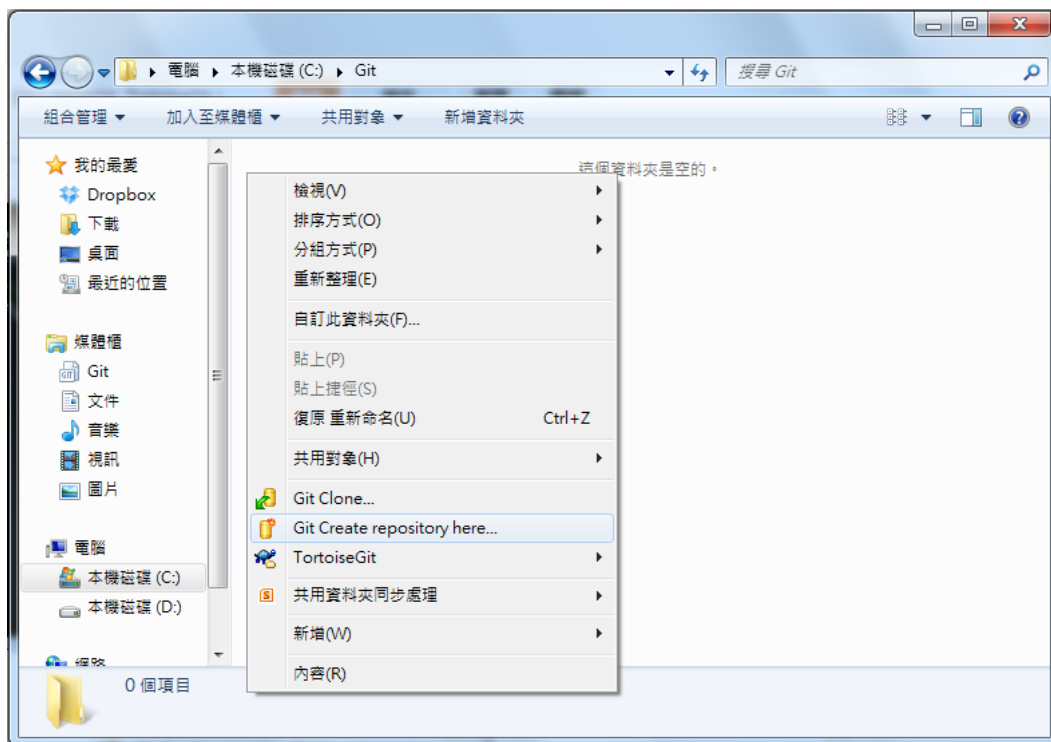 電腦 本機磁碟 (C:) Git
搜尋 Git
組合管理 加入至媒體櫃 共用對象 新增資料夾
我的最愛
Dropbox
下載
桌面
最近的位置
媒體櫃
Git
文件
音樂
視訊
圖片
電腦
本機磁碟 (C:)
本機磁碟 (D:)
網路
這個資料夾是空的。
檢視(V)
排序方式(O)
分組方式(P)
重新整理(E)
自訂此資料夾(F)...
貼上(P)
貼上捷徑(S)
復原 重新命名(U) Ctrl+Z
共用對象(H)
Git Clone...
Git Create repository here...
TortoiseGit
共用資料夾同步處理
新增(W)
內容(R)
0 個項目